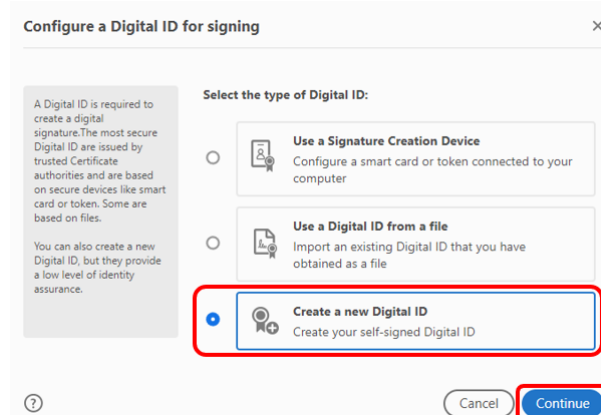 Configure a Digital ID for signing
×
A Digital ID is required to
create a digital
signature.The most secure
Digital ID are issued by
trusted Certificate
authorities and are based
on secure devices like smart
card or token. Some are
based on files.
You can also create a new
Digital ID, but they provide
a low level of identity
assurance.
Select the type of Digital ID:
Use a Signature Creation Device
Configure a smart card or token connected to your
computer
Use a Digital ID from a file
Import an existing Digital ID that you have
obtained as a file
Create a new Digital ID
Create your self-signed Digital ID
?
Cancel
Continue